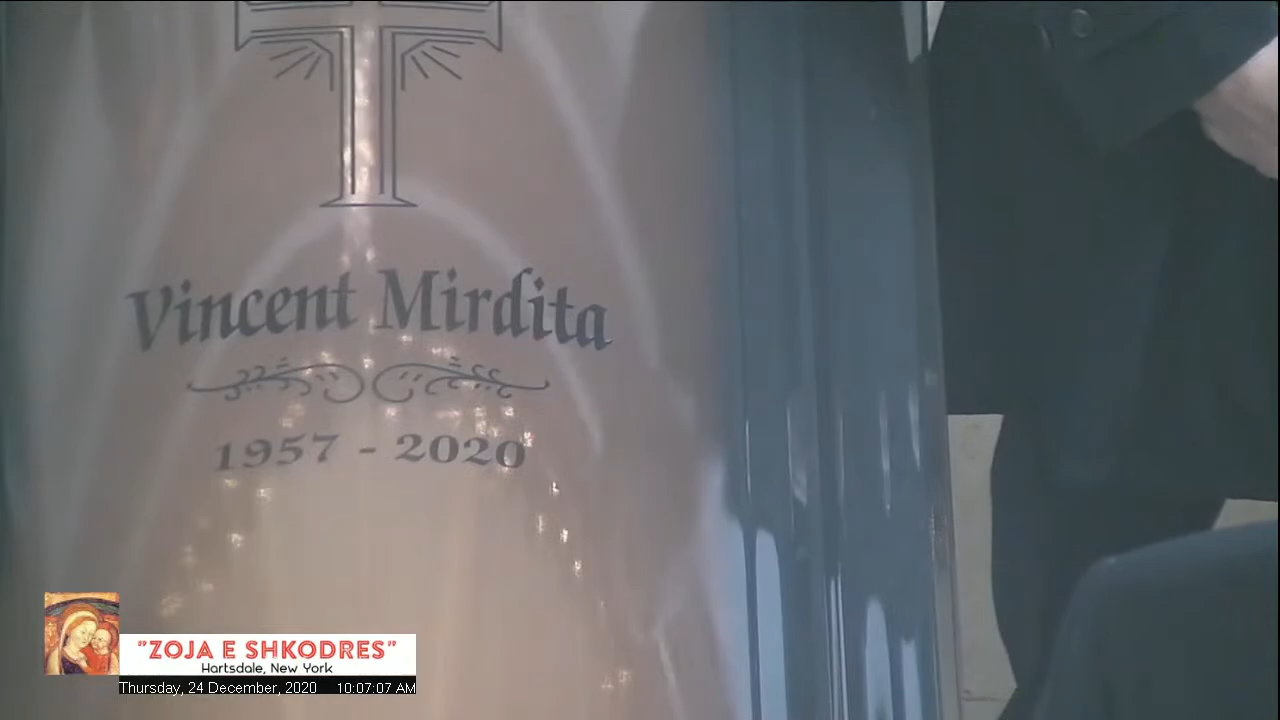 Vincent Mirdita
1957 - 2020
"ZOJA E SHKODRES"
Hartsdale, New York
Thursday, 24 December, 2020 10:07:07 AM